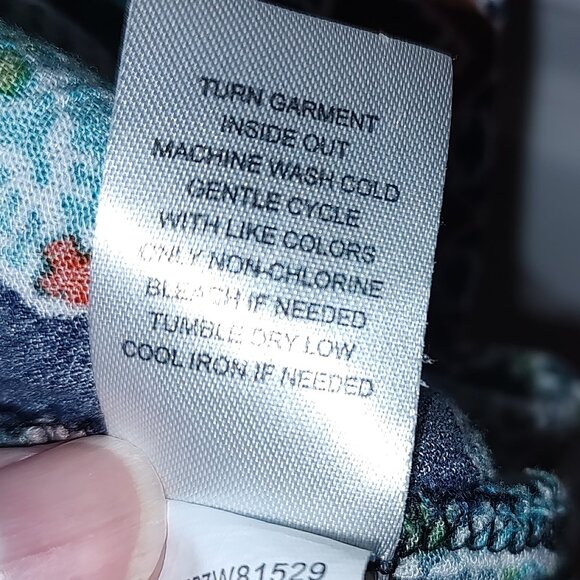 TURN GARMENT
INSIDE OUT
MACHINE WASH COLD
GENTLE CYCLE
WITH LIKE COLORS
ONLY NON-CHLORINE
BLEACH IF NEEDED
TUMBLE DRY LOW
COOL IRON IF NEEDED
7W81529